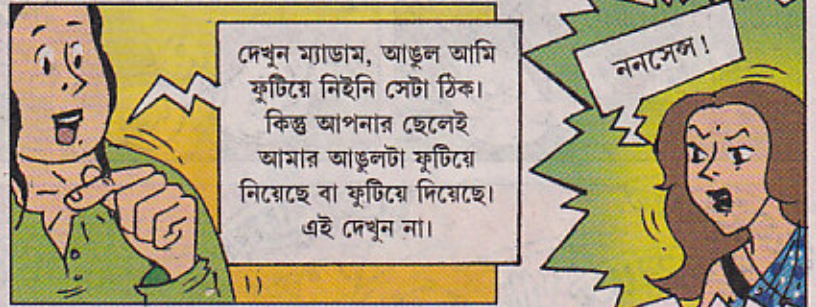 দেখুন ম্যাডাম, আঙুল আমি
ফুটিয়ে নিইনি সেটা ঠিক।
কিন্তু আপনার ছেলেই
আমার আঙুলটা ফুটিয়ে
নিয়েছে বা ফুটিয়ে দিয়েছে।
এই দেখুন না।
ননসেন্স!